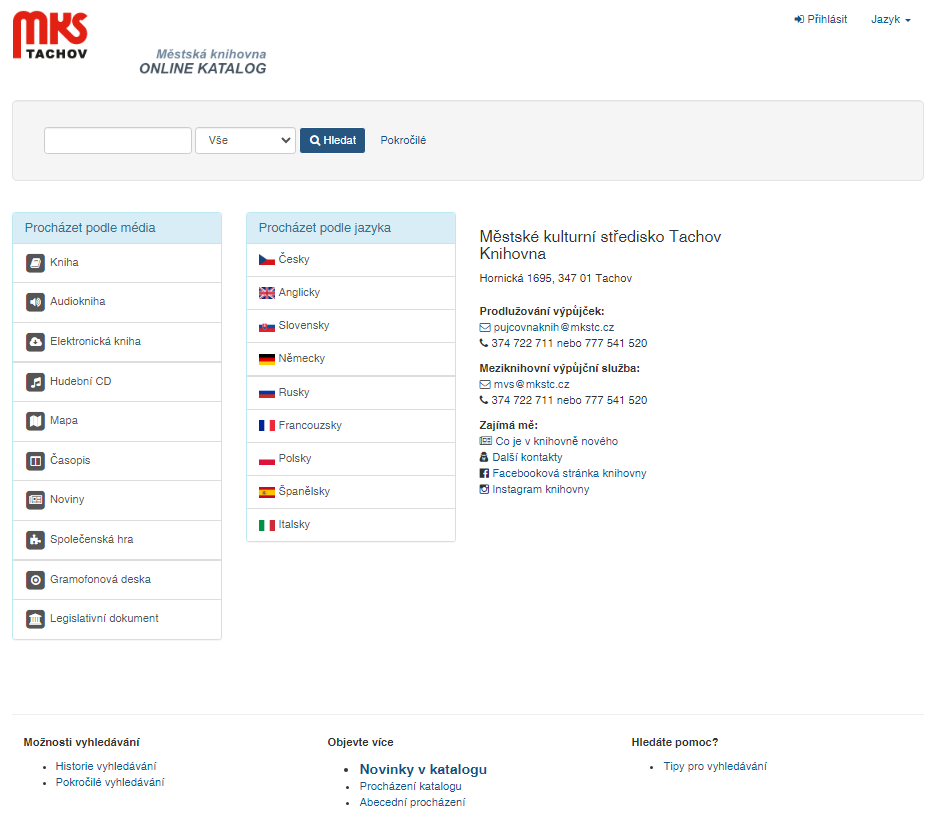 MKS
TACHOV
Městská knihovna
ONLINE KATALOG
Přihlásit
Jazyk
Vše
Hledat
Pokročilé
Procházet podle média
Kniha
Audiokniha
Elektronická kniha
Hudební CD
Mapa
Časopis
Noviny
Společenská hra
Gramofonová deska
Legislativní dokument
Procházet podle jazyka
Česky
Anglicky
Slovensky
Německy
Rusky
Francouzsky
Polsky
Španělsky
Italsky
Městské kulturní středisko Tachov
Knihovna
Hornická 1695, 347 01 Tachov
Prodlužování výpůjček:
pujcovnaknih@mkstc.cz
374 722 711 nebo 777 541 520
Meziknihovní výpůjční služba:
mvs@mkstc.cz
374 722 711 nebo 777 541 520
Zajímá mě:
Co je v knihovně nového
Další kontakty
Facebooková stránka knihovny
Instagram knihovny
Možnosti vyhledávání
Historie vyhledávání
Pokročilé vyhledávání
Objevte více
Novinky v katalogu
Procházení katalogu
Abecední procházení
Hledáte pomoc?
Tipy pro vyhledávání